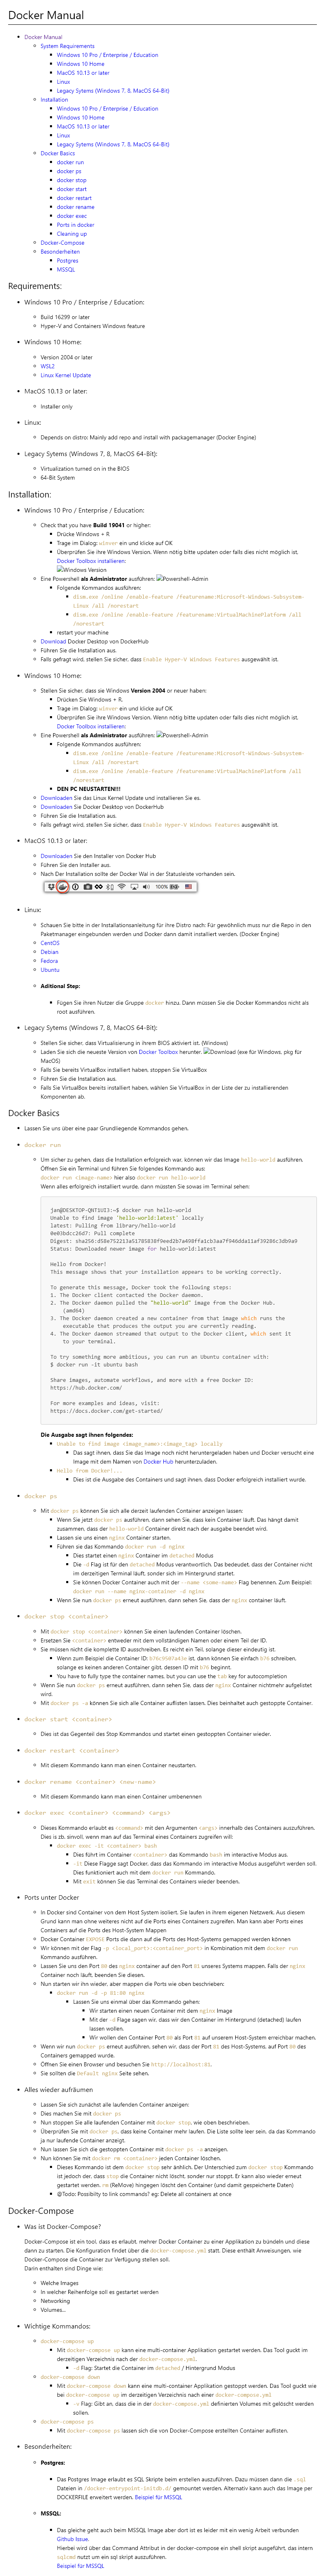 Docker Manual
Docker Manual
System Requirements
Windows 10 Pro / Enterprise / Education
Windows 10 Home
MacOS 10.13 or later
Linux
Legacy Sytems (Windows 7, 8, MacOS 64-Bit)
Installation
Windows 10 Pro / Enterprise / Education
Windows 10 Home
MacOS 10.13 or later
Linux
Legacy Sytems (Windows 7, 8, MacOS 64-Bit)
Docker Basics
docker run
docker ps
docker stop
docker start
docker restart
docker rename
docker exec
Ports in docker
Cleaning up
Docker-Compose
Besonderheiten
Postgres
MSSQL
Requirements:
Windows 10 Pro / Enterprise / Education:
Build 16299 or later
Hyper-V and Containers Windows feature
Windows 10 Home:
Version 2004 or later
WSL2
Linux Kernel Update
MacOS 10.13 or later:
Installer only
Linux:
Depends on distro; Mainly add repo and install with packagemanager (Docker Engine)
Legacy Sytems (Windows 7, 8, MacOS 64-Bit):
Virtualization turned on in the BIOS
64-Bit System
Installation:
Windows 10 Pro / Enterprise / Education:
Check that you have Build 19041 or higher:
Drücke Windows + R.
Trage im Dialog: winver ein und klicke auf OK
Überprüfen Sie ihre Windows Version. Wenn nötig bitte updaten oder falls dies nicht möglich ist,
Docker Toolbox installieren:
Windows Version
Eine Powershell als Administrator ausführen: Powershell-Admin
Folgende Kommandos ausführen:
dism.exe /online /enable-feature /featurename:Microsoft-Windows-Subsystem-
Linux /all /norestart
dism.exe /online /enable-feature /featurename:VirtualMachinePlatform /all
/norestart
restart your machine
Download Docker Desktop von DockerHub
Führen Sie die Installation aus.
Falls gefragt wird, stellen Sie sicher, dass Enable Hyper-V Windows Features ausgewählt ist.
Windows 10 Home:
Stellen Sie sicher, dass sie Windows Version 2004 or neuer haben:
Drücken Sie Windows + R.
Trage im Dialog: winver ein und klicke auf OK
Überprüfen Sie ihre Windows Version. Wenn nötig bitte updaten oder falls dies nicht möglich ist,
Docker Toolbox installieren:
Eine Powershell als Administrator ausführen: Powershell-Admin
Folgende Kommandos ausführen:
dism.exe /online /enable-feature /featurename:Microsoft-Windows-Subsystem-
Linux /all /norestart
dism.exe /online /enable-feature /featurename:VirtualMachinePlatform /all
/norestart
DEN PC NEUSTARTEN!!!
Downloaden Sie das Linux Kernel Update und installieren Sie es.
Downloaden Sie Docker Desktop von DockerHub
Führen Sie die Installation aus.
Falls gefragt wird, stellen Sie sicher, dass Enable Hyper-V Windows Features ausgewählt ist.
MacOS 10.13 or later:
Downloaden Sie den Installer von Docker Hub
Führen Sie den Installer aus.
Nach Der Installation sollte der Docker Wal in der Statusleiste vorhanden sein.
100%
Linux:
Schauen Sie bitte in der Installationsanleitung für ihre Distro nach: Für gewöhnlich muss nur die Repo in den
Paketmanager eingebunden werden und Docker dann damit installiert werden. (Docker Engine)
CentOS
Debian
Fedora
Ubuntu
Aditional Step:
Fügen Sie ihren Nutzer die Gruppe docker hinzu. Dann müssen Sie die Docker Kommandos nicht als
root ausführen.
Legacy Sytems (Windows 7, 8, MacOS 64-Bit):
Stellen Sie sicher, dass Virtualisierung in ihrem BIOS aktiviert ist. (Windows)
Laden Sie sich die neueste Version von Docker Toolbox herunter. Download (exe für Windows, pkg für
MacOS)
Falls Sie bereits VirtualBox installiert haben, stoppen Sie VirtualBox
Führen Sie die Installation aus.
Falls Sie VirtualBox bereits installiert haben, wählen Sie VirtualBox in der Liste der zu installierenden
Komponenten ab.
Docker Basics
Lassen Sie uns über eine paar Grundliegende Kommandos gehen.
docker run
Um sicher zu gehen, dass die Installation erfolgreich war, können wir das Image hello-world ausführen.
Öffnen Sie ein Terminal und führen Sie folgendes Kommando aus:
docker run <image-name> hier also docker run hello-world
Wenn alles erfolgreich installiert wurde, dann müssten Sie sowas im Terminal sehen:
jan@DESKTOP-QNTIUI3:~$ docker run hello-world
Unable to find image 'hello-world:latest' locally
latest: Pulling from library/hello-world
0e03bdcc26d7: Pull complete
Status: Downloaded newer image for hello-world:latest
Hello from Docker!
This message shows that your installation appears to be working correctly.
To generate this message, Docker took the following steps:
1. The Docker client contacted the Docker daemon.
2. The Docker daemon pulled the "hello-world" image from the Docker Hub.
(amd64)
3. The Docker daemon created a new container from that image which runs the
executable that produces the output you are currently reading.
4. The Docker daemon streamed that output to the Docker client, which sent it
to your terminal.
To try something more ambitious, you can run an Ubuntu container with:
$ docker run -it ubuntu bash
Share images, automate workflows, and more with a free Docker ID:
https://hub.docker.com/
For more examples and ideas, visit:
https://docs.docker.com/get-started/
Die Ausgabe sagt ihnen folgendes:
Unable to find image <image_name>:<image_tag> locally
Das sagt ihnen, dass Sie das Image noch nicht heruntergeladen haben und Docker versucht eine
Image mit dem Namen von Docker Hub herunterzuladen.
Hello from Docker!...
Dies ist die Ausgabe des Containers und sagt ihnen, dass Docker erfolgreich installiert wurde.
docker ps
Mit docker ps können Sie sich alle derzeit laufenden Container anzeigen lassen:
Wenn Sie jetzt docker ps ausführen, dann sehen Sie, dass kein Container läuft. Das hängt damit
zusammen, dass der hello-world Container direkt nach der ausgabe beendet wird.
Lassen sie uns einen nginx Container starten.
Führen sie das Kommando docker run -d nginx
Dies startet einen nginx Container im detached Modus
Die -d Flag ist für den detached Modus verantwortlich. Das bedeutet, dass der Container nicht
im derzeitigen Terminal läuft, sonder sich im Hintergrund startet.
Sie können Docker Container auch mit der --name <some-name> Flag benennen. Zum Beispiel:
docker run --name nginx-container -d nginx
Wenn Sie nun docker ps erneut ausführen, dann sehen Sie, dass der nginx container läuft.
docker stop <container>
Mit docker stop <container> können Sie einen laufenden Container löschen.
Ersetzen Sie <container> entweder mit dem vollständigen Namen oder einem Teil der ID.
Sie müssen nicht die komplette ID ausschreiben. Es reicht ein Teil ein, solange er eindeutig ist.
Wenn zum Beispiel die Container ID: b76c9507a03e ist, dann können Sie einfach b76 schreiben,
solange es keinen anderen Container gibt, dessen ID mit b76 beginnt.
You have to fully type the container names, but you can use the tab key for autocompletion
Wenn Sie nun docker ps erneut ausführen, dann sehen Sie, dass der nginx Container nichtmehr aufgelistet
wird.
Mit docker ps -a können Sie sich alle Container auflisten lassen. Dies beinhaltet auch gestoppte Container.
docker start <container>
Dies ist das Gegenteil des Stop Kommandos und startet einen gestoppten Container wieder.
docker restart <container>
Mit diesem Kommando kann man einen Container neustarten.
docker rename <container> <new-name>
Mit diesem Kommando kann man einen Container umbenennen
docker exec <container> <command> <args>
Dieses Kommando erlaubt es <command> mit den Argumenten <args> innerhalb des Containers auszuführen.
Dies is zb. sinvoll, wenn man auf das Terminal eines Containers zugreifen will:
docker exec -it <container> bash
Dies führt im Container <container> das Kommando bash im interactive Modus aus.
-it Diese Flagge sagt Docker, dass das Kommando im interactive Modus ausgeführt werden soll.
Dies funktioniert auch mit den docker run Kommando.
Mit exit können Sie das Terminal des Containers wieder beenden.
Ports unter Docker
In Docker sind Container von dem Host System isoliert, Sie laufen in ihrem eigenen Netzwerk. Aus diesem
Grund kann man ohne weiteres nicht auf die Ports eines Containers zugreifen. Man kann aber Ports eines
Containers auf die Ports des Host-Systems Mappen
Docker Container EXPOSE Ports die dann auf die Ports des Host-Systems gemapped werden können
Wir können mit der Flag -p <local_port>:<container_port> in Kombination mit dem docker run
Kommando ausführen.
Lassen Sie uns den Port 80 des nginx container auf den Port 81 unseres Systems mappen. Falls der nginx
Container noch läuft, beenden Sie diesen.
Nun starten wir ihn wieder, aber mappen die Ports wie oben beschrieben:
docker run -d -p 81:80 nginx
Lassen Sie uns einmal über das Kommando gehen:
Wir starten einen neuen Container mit dem nginx Image
Mit der -d Flage sagen wir, dass wir den Container im Hintergrund (detached) laufen
lassen wollen.
Wir wollen den Container Port 80 als Port 81 auf unserem Host-System erreichbar machen.
Wenn wir nun docker ps erneut ausführen, sehen wir, dass der Port 81 des Host-Systems, auf Port 80 des
Containers gemapped wurde.
Öffnen Sie einen Browser und besuchen Sie http://localhost:81.
Sie sollten die Default nginx Seite sehen.
Alles wieder aufräumen
Lassen Sie sich zunächst alle laufenden Container anzeigen:
Dies machen Sie mit docker ps
Nun stoppen Sie alle laufenden Container mit docker stop, wie oben beschrieben.
Überprüfen Sie mit docker ps, dass keine Container mehr laufen. Die Liste sollte leer sein, da das Kommando
ja nur laufende Container anzeigt.
Nun lassen Sie sich die gestoppten Container mit docker ps -a anzeigen.
Nun können Sie mit docker rm <container> jeden Container löschen.
Dieses Kommando ist dem docker stop sehr ähnlich. Der Unterschied zum docker stop Kommando
ist jedoch der, dass stop die Container nicht löscht, sonder nur stoppt. Er kann also wieder erneut
gestartet werden. rm (ReMove) hingegen löscht den Container (und damit gespeicherte Daten)
@Todo: Possibilty to link commands? eg: Delete all containers at once
Docker-Compose
Was ist Docker-Compose?
Docker-Compose ist ein tool, dass es erlaubt, mehrer Docker Container zu einer Applikation zu bündeln und diese
dann zu starten. Die Konfiguration findet über die docker-compose.yml statt. Diese enthält Anweisungen, wie
Docker-Compose die Container zur Verfügung stellen soll.
Darin enthalten sind Dinge wie:
Welche Images
In welcher Reihenfolge soll es gestartet werden
Networking
Volumes...
Wichtige Kommandos:
docker-compose up
Mit docker-compose up kann eine multi-container Applikation gestartet werden. Das Tool guckt im
derzeitigen Verzeichnis nach der docker-compose.yml.
-d Flag: Startet die Container im detached / Hintergrund Modus
docker-compose down
Mit docker-compose down kann eine multi-container Applikation gestoppt werden. Das Tool guckt wie
bei docker-compose up im derzeitigen Verzeichnis nach einer docker-compose.yml
-v Flag: Gibt an, dass die in der docker-compose.yml definierten Volumes mit gelöscht werden
sollen.
docker-compose ps
Mit docker-compose ps lassen sich die von Docker-Compose erstellten Container auflisten.
Besonderheiten:
Postgres:
Das Postgres Image erlaubt es SQL Skripte beim erstellen auszuführen. Dazu müssen dann die .sql
Dateien in /docker-entrypoint-initdb.d/ gemountet werden. Alternativ kann auch das Image per
DOCKERFILE erweitert werden. Beispiel für MSSQL
MSSQL:
Das gleiche geht auch beim MSSQL Image aber dort ist es leider mit ein wenig Arbeit verbunden
Github Issue.
Hierbei wird über das Command Attribut in der docker-compose ein shell skript ausgeführt, das intern
sqlcmd nutzt um ein sql skript auszuführen.
Beispiel für MSSQL